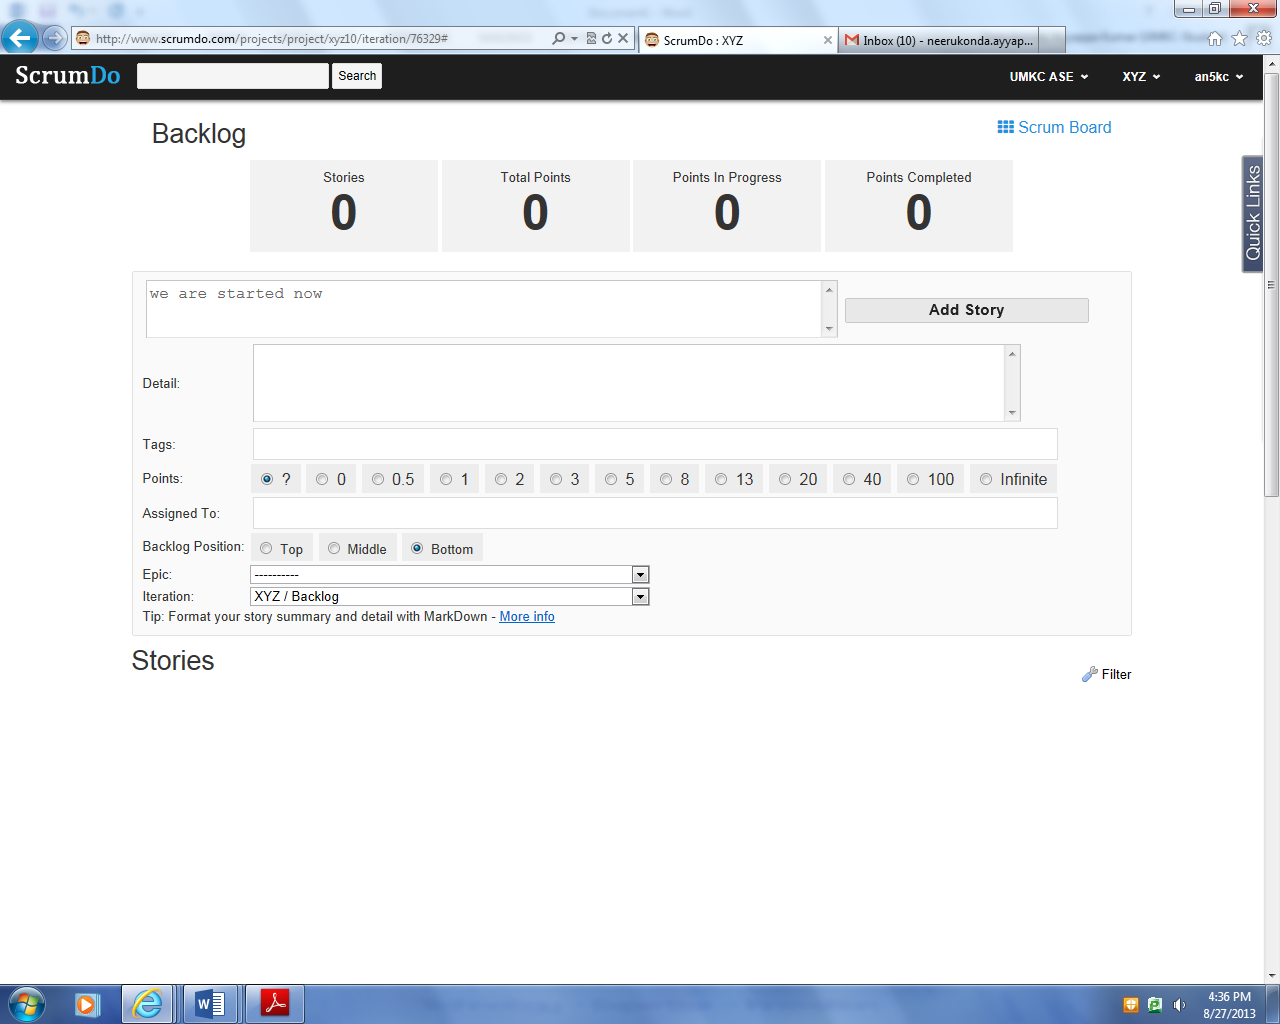 http://www.scrumdo.com/projects/project/xyz10/iteration/76329#
ScrumDo : XYZ
Inbox (10) - neerukonda.ayyap...
ScrumDo
Search
UMKC ASE
XYZ
an5kc
Backlog
Scrum Board
Quick Links
Stories
Total Points
Points In Progress
Points Completed
0
0
0
0
we are started now
Add Story
Detail:
Tags:
Points:
? 0 0.5 1 2 3 5 8 13 20 40 100 Infinite
Assigned To:
Backlog Position:
Top Middle Bottom
Epic:
----------
Iteration:
XYZ / Backlog
Tip: Format your story summary and detail with MarkDown - More info
Stories
Filter
4:36 PM
8/27/2013